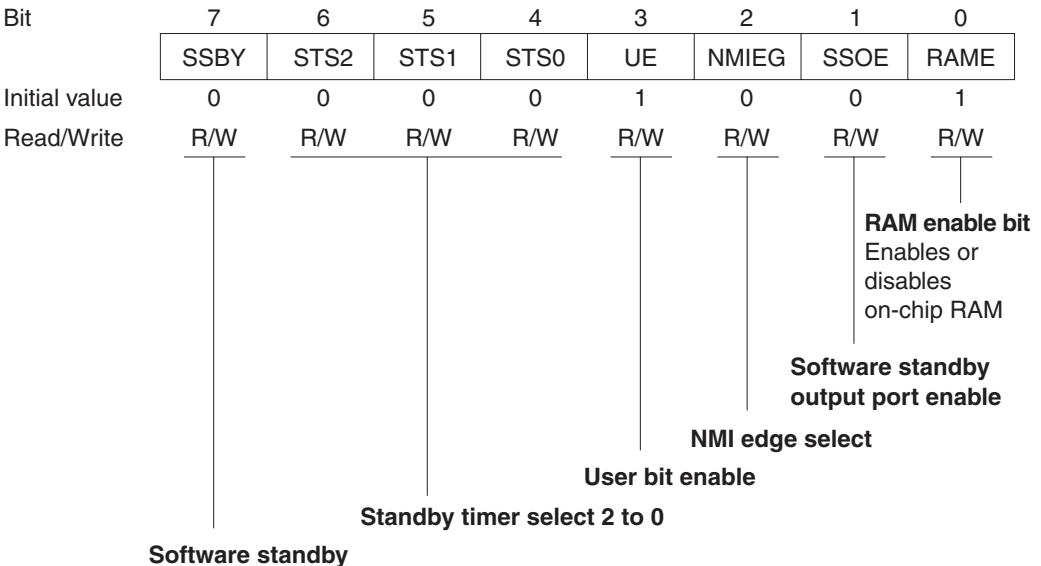 Bit 7 6 5 4 3 2 1 0
SSBY STS2 STS1 STS0 UE NMIEG SSOE RAME
Initial value 0 0 0 0 1 0 0 1
Read/Write R/W R/W R/W R/W R/W R/W R/W R/W
RAM enable bit
Enables or
disables
on-chip RAM
Software standby
output port enable
NMI edge select
User bit enable
Standby timer select 2 to 0
Software standby